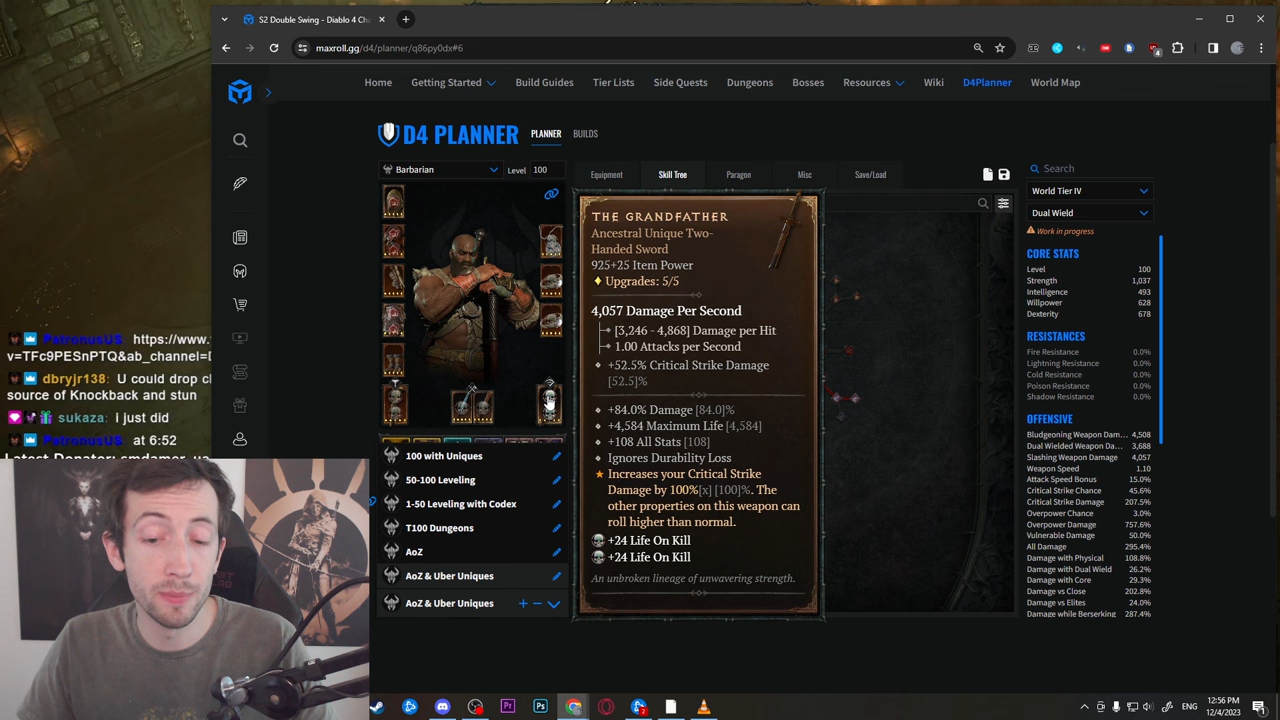 S2 Double Swing - Diablo 4 Ch
maxroll.gg/d4/planner/q86py0dx#6
Home Getting Started Build Guides Tier Lists Side Quests Dungeons Bosses Resources Wiki D4Planner World Map
D4 PLANNER PLANNER BUILDS
Barbarian Level 100
Equipment Skill Tree Paragon Misc Save/Load
Search
World Tier IV
Dual Wield
Work in progress
THE GRANDFATHER
Ancestral Unique Two-
Handed Sword
925+25 Item Power
Upgrades: 5/5
4,057 Damage Per Second
[3,246 - 4,868] Damage per Hit
1.00 Attacks per Second
+52.5% Critical Strike Damage
[52.5]%
+84.0% Damage [84.0]%
+4,584 Maximum Life [4,584]
+108 All Stats [108]
Ignores Durability Loss
Increases your Critical Strike
Damage by 100%[x] [100]%. The
other properties on this weapon can
roll higher than normal.
+24 Life On Kill
+24 Life On Kill
An unbroken lineage of unwavering strength.
CORE STATS
Level 100
Strength 1,037
Intelligence 493
Willpower 628
Dexterity 678
RESISTANCES
Fire Resistance 0.0%
Lightning Resistance 0.0%
Cold Resistance 0.0%
Poison Resistance 0.0%
Shadow Resistance 0.0%
OFFENSIVE
Bludgeoning Weapon Dam... 4,508
Dual Wielded Weapon Da... 3,688
Slashing Weapon Damage 4,057
Weapon Speed 1.10
Attack Speed Bonus 15.0%
Critical Strike Chance 45.6%
Critical Strike Damage 207.5%
Overpower Chance 3.0%
Overpower Damage 757.6%
Vulnerable Damage 50.0%
All Damage 295.4%
Damage with Physical 108.8%
Damage with Dual Wield 26.2%
Damage with Core 29.3%
Damage vs Close 202.8%
Damage vs Elites 24.0%
Damage while Berserking 287.4%
100 with Uniques
50-100 Leveling
1-50 Leveling with Codex
T100 Dungeons
AoZ
AoZ & Uber Uniques
AoZ & Uber Uniques
PatronusUS https://www.
v=TFc9PESnPTQ&ab_channel=
dbryjr138: U could drop
source of Knockback and stun
sukaza: i just did
PatronusUS at 6:52
ENG
12:56 PM
12/4/2023